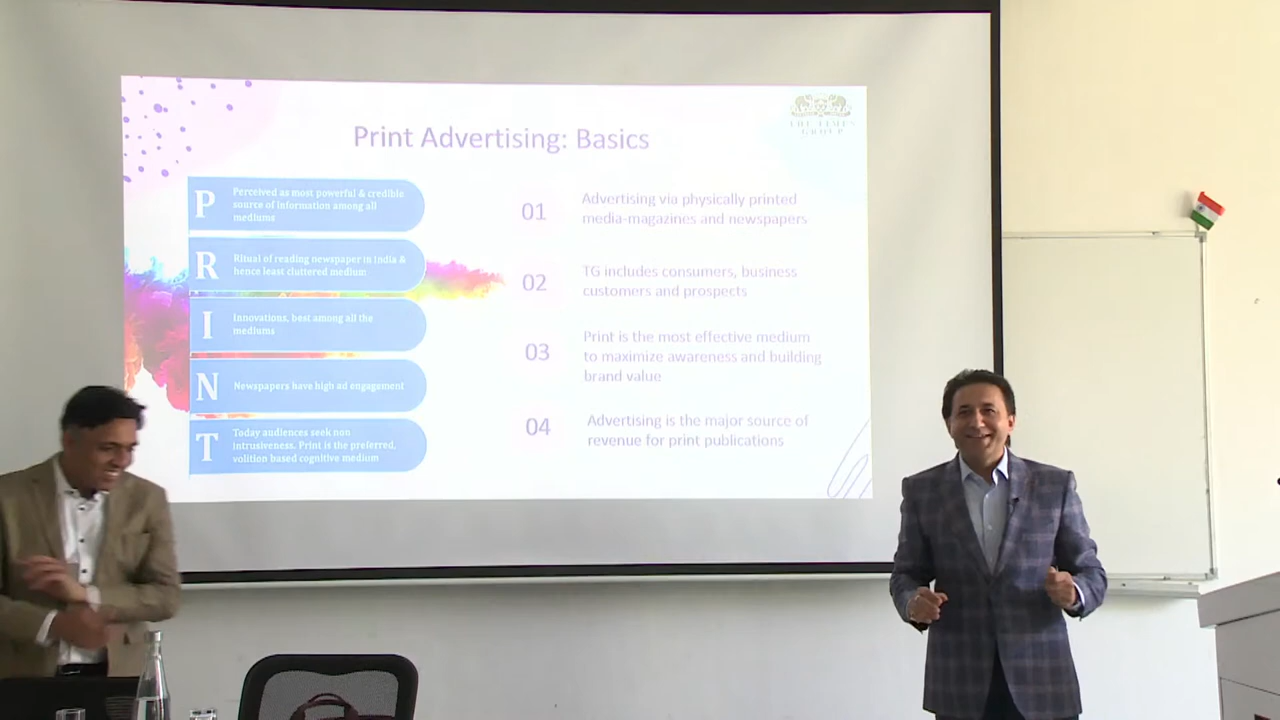 THE TIMES
GROUP
Print Advertising: Basics
P
Perceived as most powerful & credible
source of information among all
mediums
R
Ritual of reading newspaper in India &
hence least cluttered medium
I
Innovations, best among all the
mediums
N
Newspapers have high ad engagement
T
Today audiences seek non
intrusiveness. Print is the preferred,
volition based cognitive medium
01
Advertising via physically printed
media-magazines and newspapers
02
TG includes consumers, business
customers and prospects
03
Print is the most effective medium
to maximize awareness and building
brand value
04
Advertising is the major source of
revenue for print publications